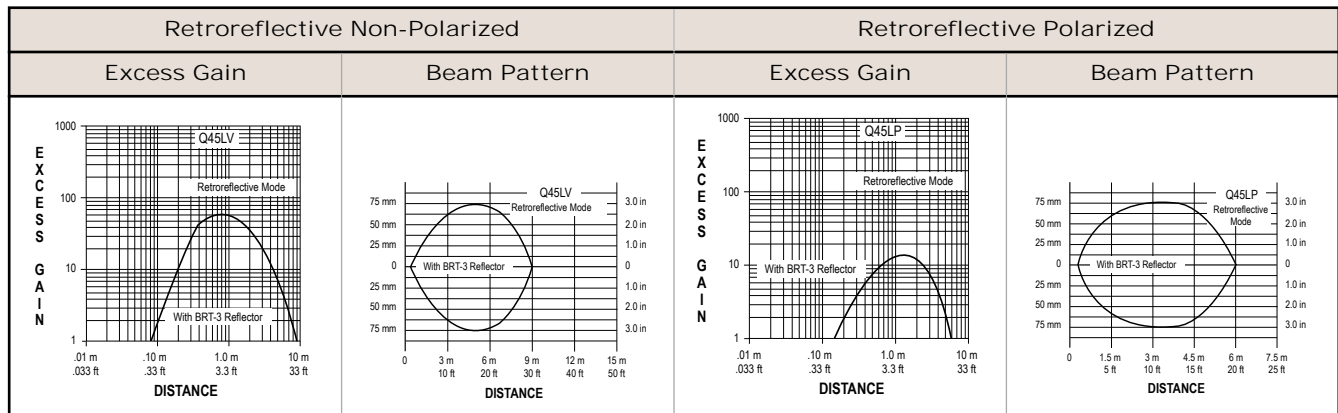 Retroreflective Non-Polarized
Retroreflective Polarized
Excess Gain
Beam Pattern
Excess Gain
Beam Pattern
EXCESS GAIN
1000
100
10
1
Q45LV
Retroreflective Mode
With BRT-3 Reflector
.01 m .10 m 1.0 m 10 m
.033 ft .33 ft 3.3 ft 33 ft
DISTANCE
75 mm
50 mm
25 mm
0
25 mm
50 mm
75 mm
Q45LV
Retroreflective Mode
With BRT-3 Reflector
3.0 in
2.0 in
1.0 in
0
1.0 in
2.0 in
3.0 in
0 3 m 6 m 9 m 12 m 15 m
10 ft 20 ft 30 ft 40 ft 50 ft
DISTANCE
EXCESS GAIN
1000
100
10
1
Q45LP
Retroreflective Mode
With BRT-3 Reflector
.01 m .10 m 1.0 m 10 m
.033 ft .33 ft 3.3 ft 33 ft
DISTANCE
75 mm
50 mm
25 mm
0
25 mm
50 mm
75 mm
Q45LP
Retroreflective
Mode
With BRT-3 Reflector
3.0 in
2.0 in
1.0 in
0
1.0 in
2.0 in
3.0 in
0 1.5 m 3 m 4.5 m 6 m 7.5 m
5 ft 10 ft 15 ft 20 ft 25 ft
DISTANCE